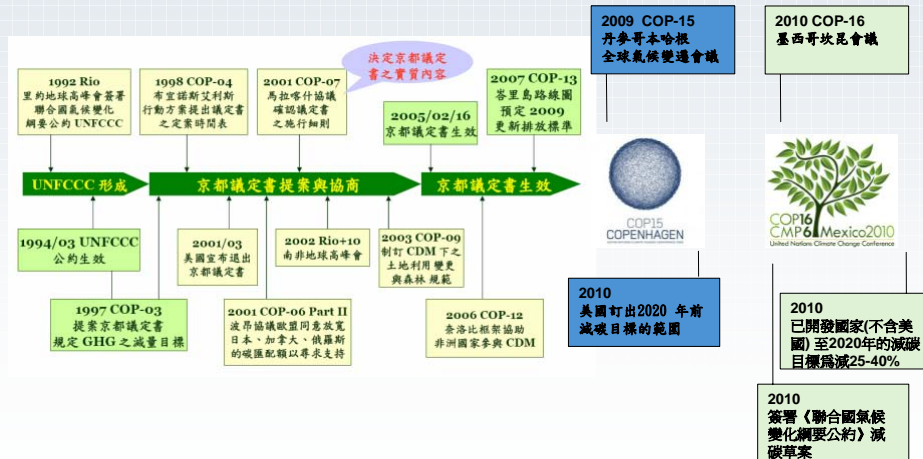 1992 Rio
里約地球高峰會簽署
聯合國氣候變化
綱要公約 UNFCCC
1998 COP-04
布宜諾斯艾利斯
行動方案提出議定書
之定案時間表
2001 COP-07
馬拉喀什協議
確認議定書
之施行細則
決定京都議定
書之實質內容
2005/02/16
京都議定書生效
2007 COP-13
峇里島路線圖
預定 2009
更新排放標準
UNFCCC 形成
京都議定書提案與協商
京都議定書生效
1994/03 UNFCCC
公約生效
1997 COP-03
提案京都議定書
規定 GHG 之減量目標
2001/03
美國宣布退出
京都議定書
2001 COP-06 Part II
波昂協議歐盟同意放寬
日本、加拿大、俄羅斯
的碳匯配額以尋求支持
2002 Rio+10
南非地球高峰會
2003 COP-09
制訂 CDM 下之
土地利用變更
與森林規範
2006 COP-12
奈洛比框架協助
非洲國家參與 CDM
2009 COP-15
丹麥哥本哈根
全球氣候變遷會議
COP15
COPENHAGEN
2010
美國訂出2020 年前
減碳目標的範圍
2010 COP-16
墨西哥坎昆會議
COP16
CMP6 Mexico2010
United Nations Climate Change Conference
2010
已開發國家(不含美
國) 至2020年的減碳
目標為減25-40%
2010
簽署《聯合國氣候
變化綱要公約》減
碳草案